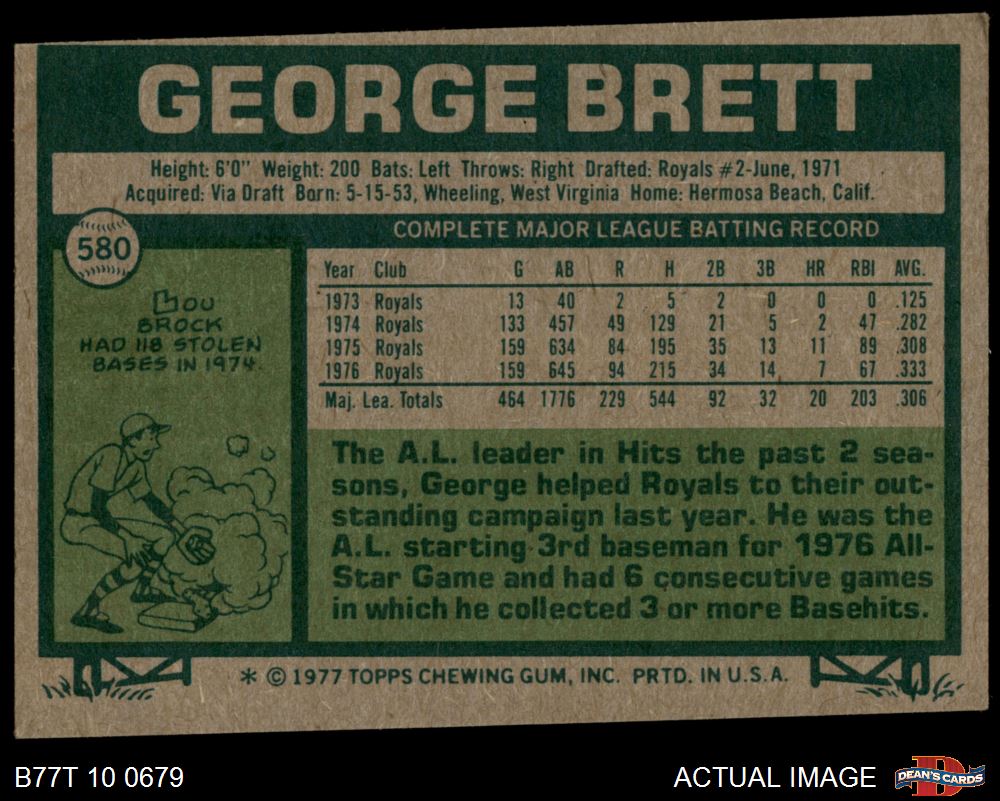 GEORGE BRETT
Height: 6'0" Weight: 200 Bats: Left Throws: Right Drafted: Royals #2-June, 1971
Acquired: Via Draft Born: 5-15-53, Wheeling, West Virginia Home: Hermosa Beach, Calif.
580
COMPLETE MAJOR LEAGUE BATTING RECORD
Year Club G AB R H 2B 3B HR RBI AVG.
1973 Royals 13 40 2 5 2 0 0 0 .125
1974 Royals 133 457 49 129 21 5 2 47 .282
1975 Royals 159 634 84 195 35 13 11 89 .308
1976 Royals 159 645 94 215 34 14 7 67 .333
Maj. Lea. Totals 464 1776 229 544 92 32 20 203 .306
LOU
BROCK
HAD 118 STOLEN
BASES IN 1974.
The A.L. leader in Hits the past 2 sea-
sons, George helped Royals to their out-
standing campaign last year. He was the
A.L. starting 3rd baseman for 1976 All-
Star Game and had 6 consecutive games
in which he collected 3 or more Basehits.
* © 1977 TOPPS CHEWING GUM, INC. PRTD. IN U.S.A.
B77T 10 0679
ACTUAL IMAGE
D
DEAN'S CARDS